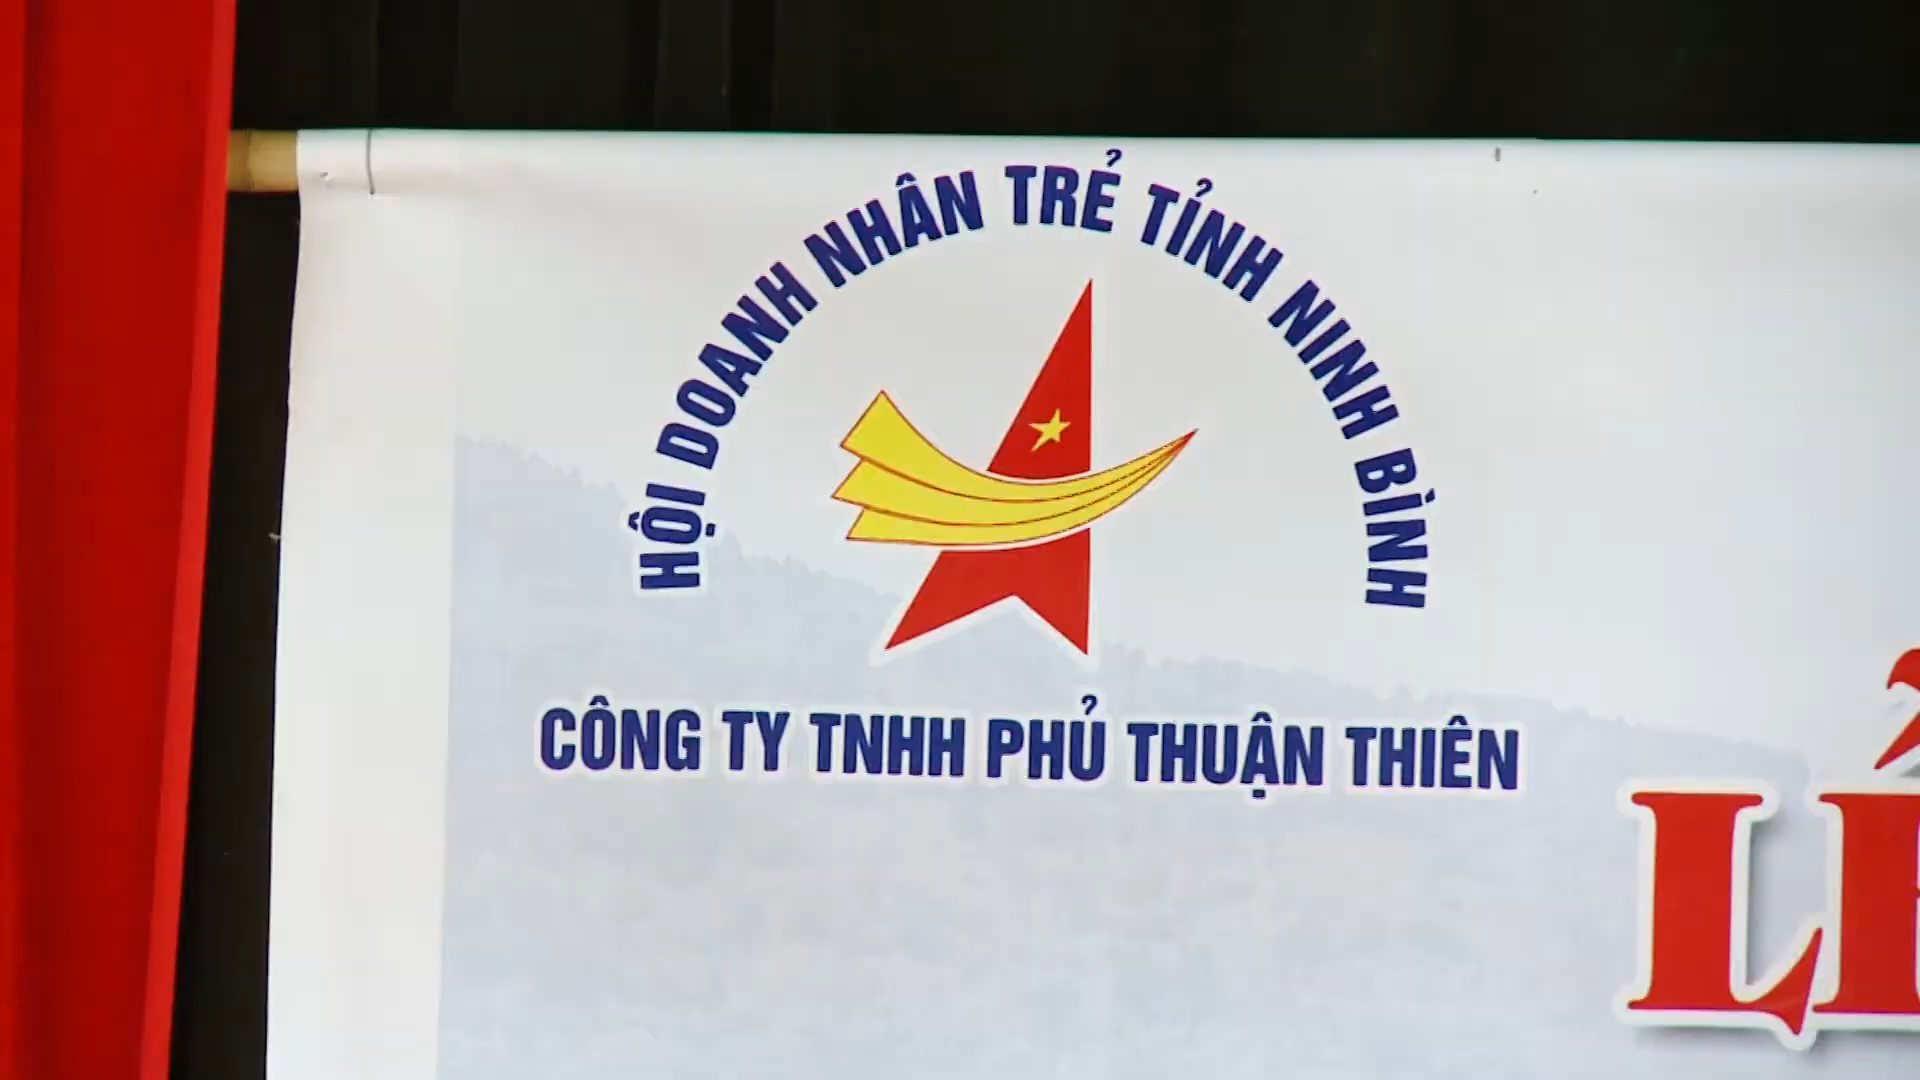 HỘI DOANH NHÂN TRẺ TỈNH NINH BÌNH
CÔNG TY TNHH PHỦ THUẬN THIÊN